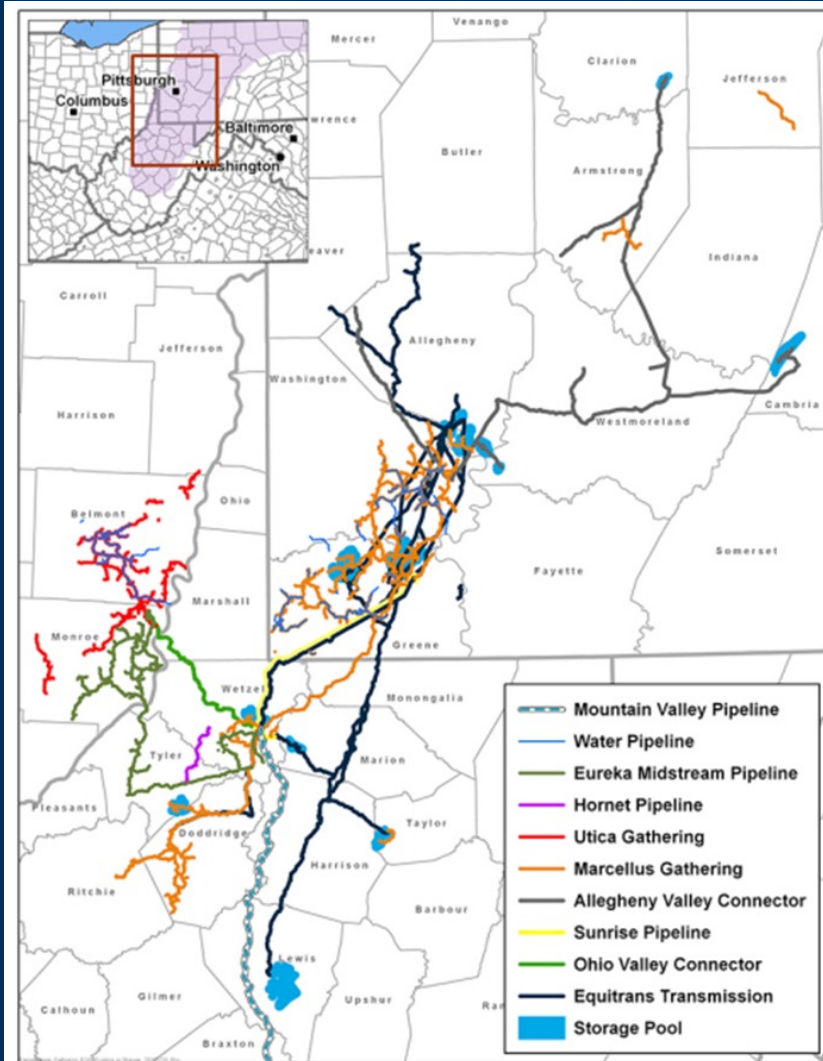 Venango
Mercer
Clarion
Jefferson
Pittsburgh
Columbus
wrence
Baltimore
Butler
Armstrong
Washington
eaver
Indiana
Carroll
Jefferson
Allegheny
Washington
Cambria
Harrison
Westmoreland
Ohio
Belmont
Somerset
Fayette
Marshall
Monroe
Greene
Wetzel
Monongalia
Mountain Valley Pipeline
Water Pipeline
Tyler
Marion
Eureka Midstream Pipeline
Pleasants
Hornet Pipeline
Taylor
Doddridge
Utica Gathering
Harrison
Marcellus Gathering
Ritchie
Allegheny Valley Connector
Barbour
Sunrise Pipeline
Lewis
Ohio Valley Connector
Gilmer
Upshur
Ran
Equitrans Transmission
Calhoun
Storage Pool
Braxton